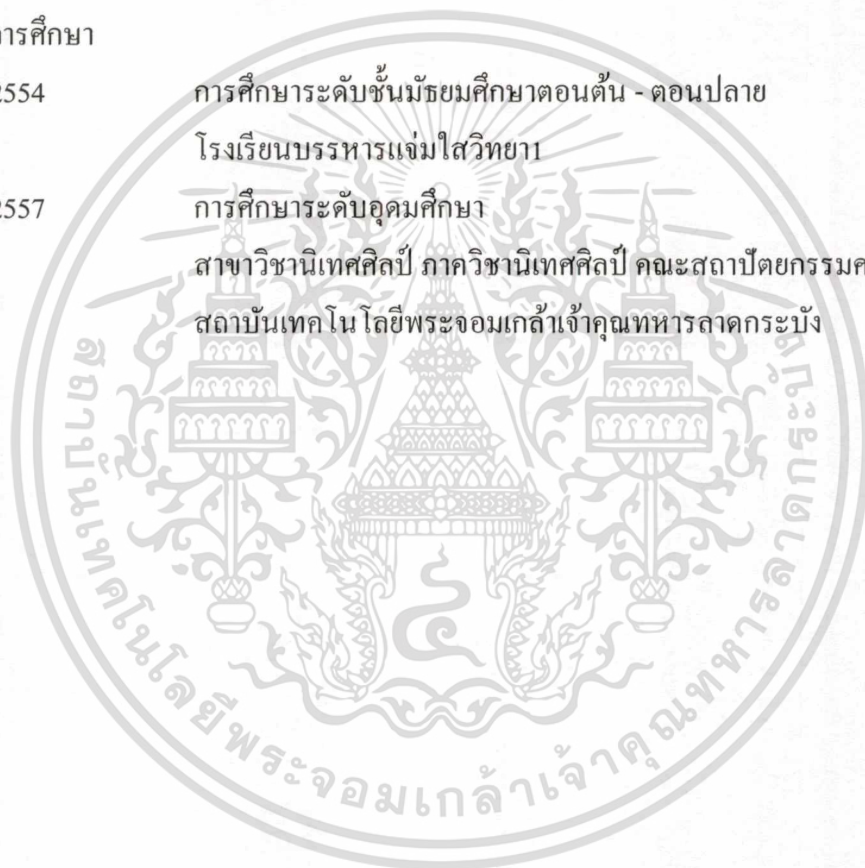 การศึกษา
2554 การศึกษาระดับชั้นมัธยมศึกษาตอนต้น - ตอนปลาย
โรงเรียนบรรหารแจ่มใสวิทยา1
2557 การศึกษาระดับอุดมศึกษา
สาขาวิชานิเทศศิลป์ ภาควิชานิเทศศิลป์ คณะสถาปัตยกรรมศ
สถาบันเทคโนโลยีพระจอมเกล้าเจ้าคุณทหารลาดกระบัง
สถาบันเทคโนโลยีพระจอมเกล้าเจ้าคุณทหารลาดกระบัง
๔